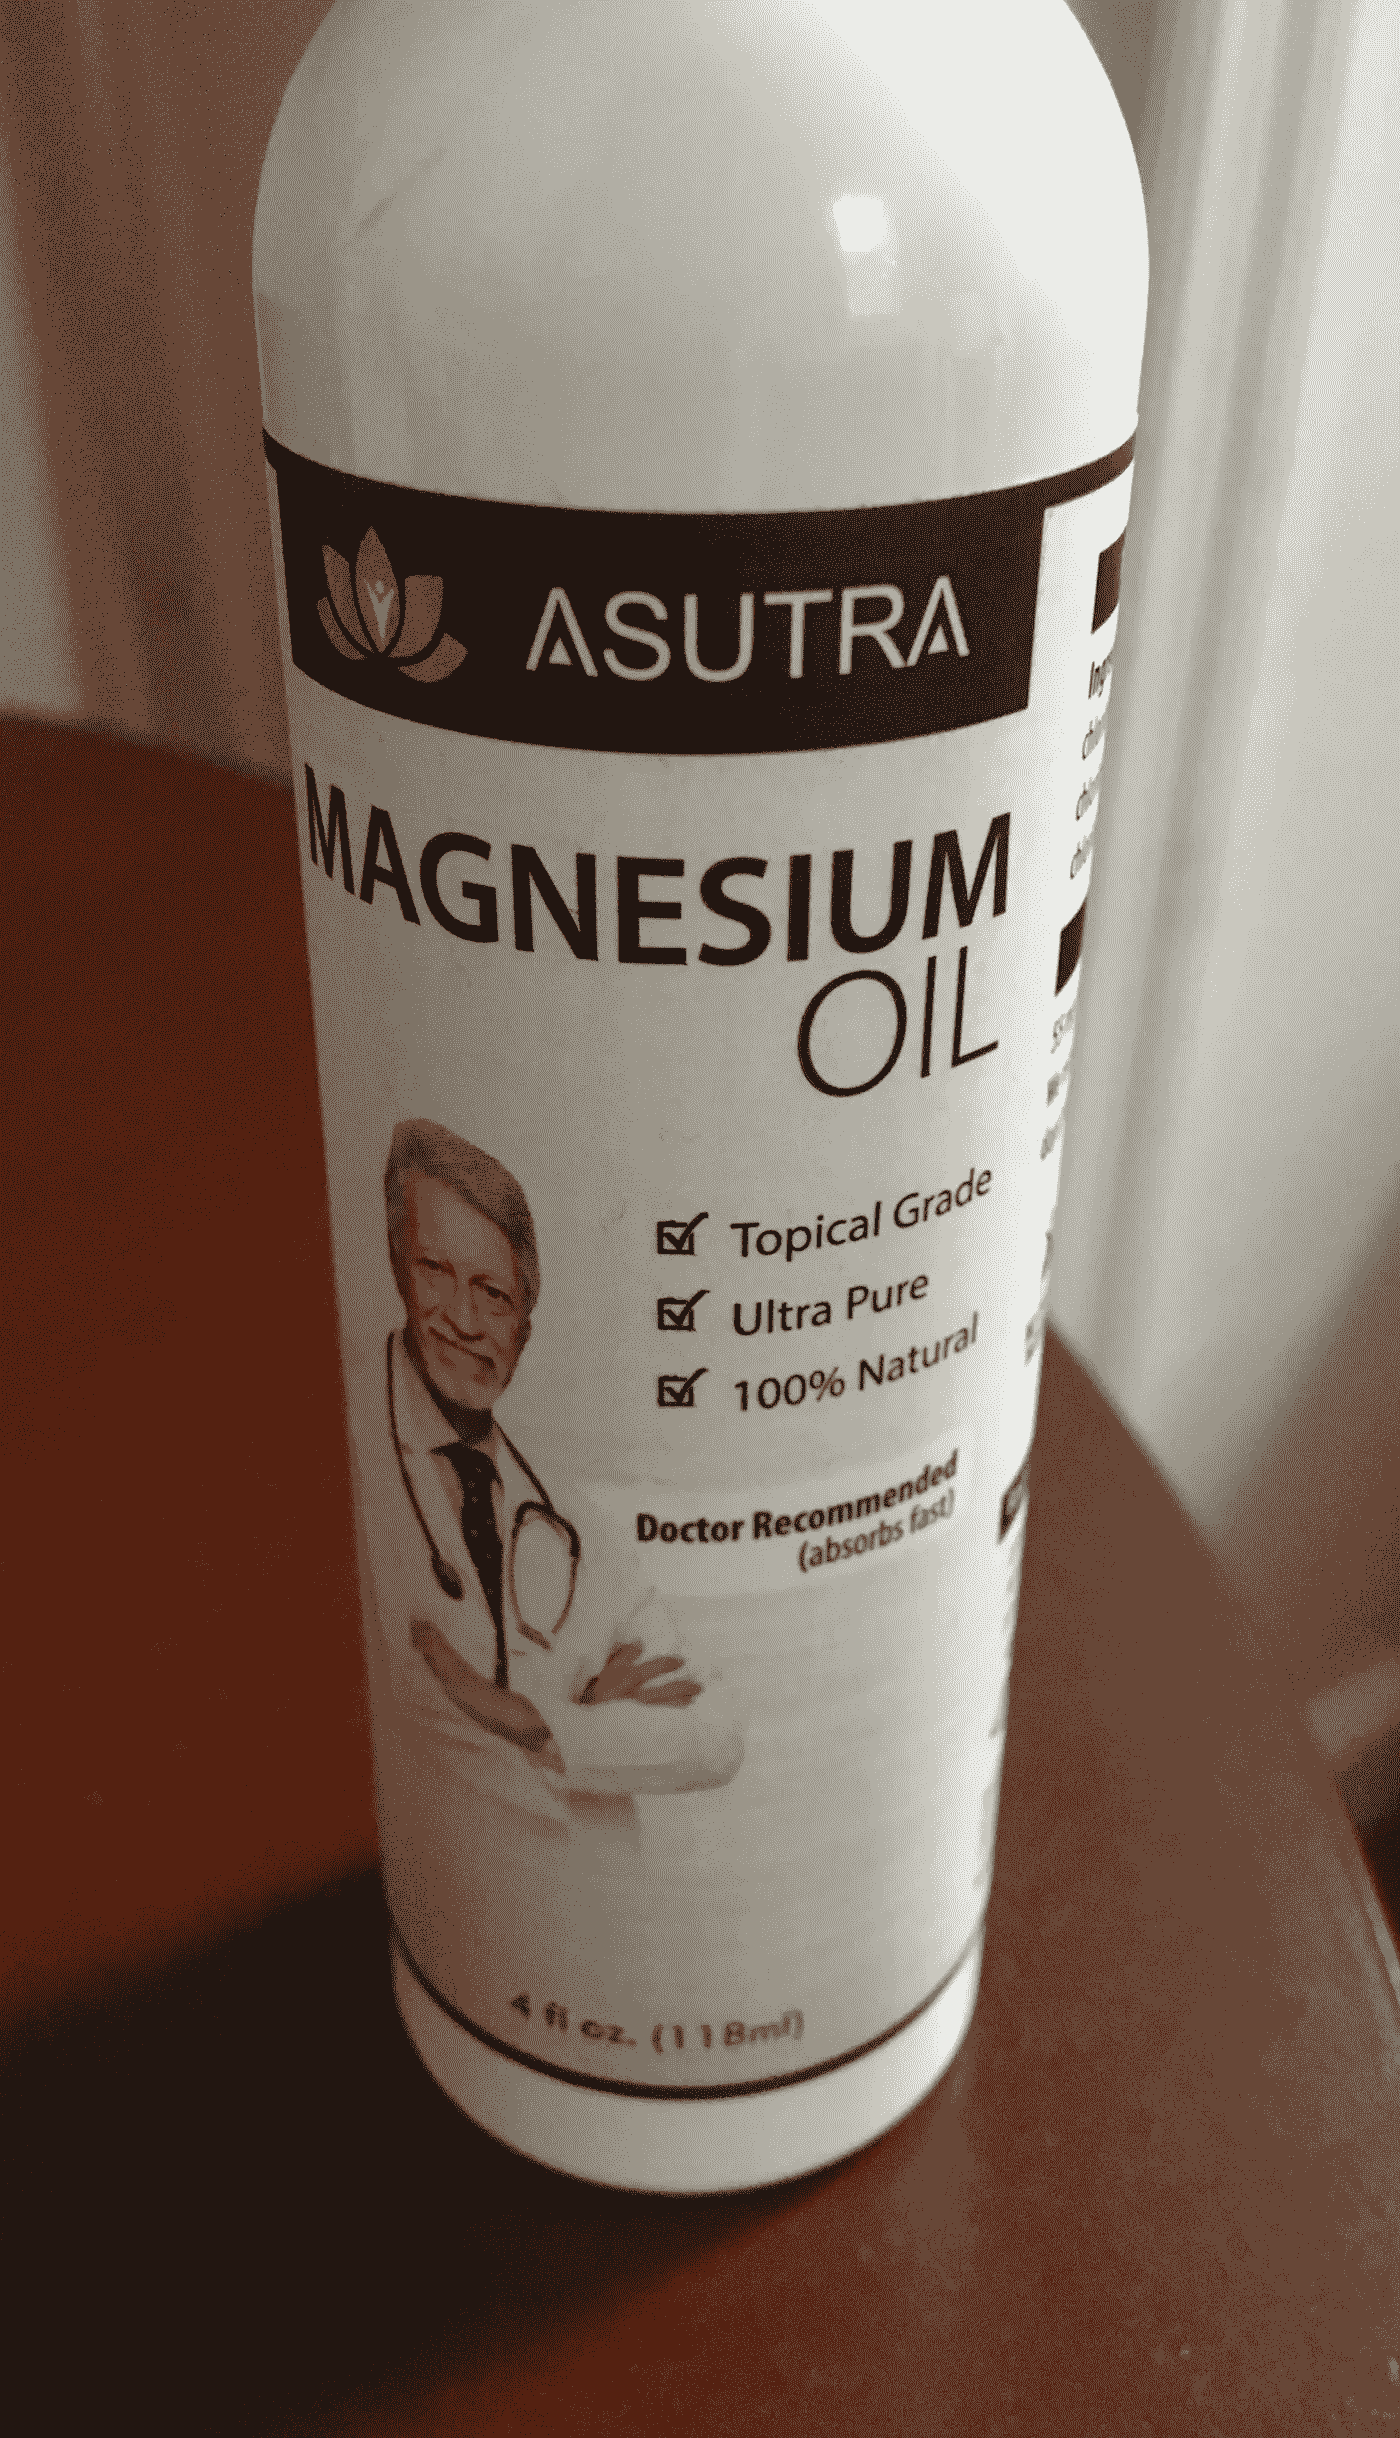 ASUTRA
MAGNESIUM
OIL
Topical Grade
Ultra Pure
100% Natural
Doctor Recommended
(absorbs fast)
4 fl oz. (118ml)